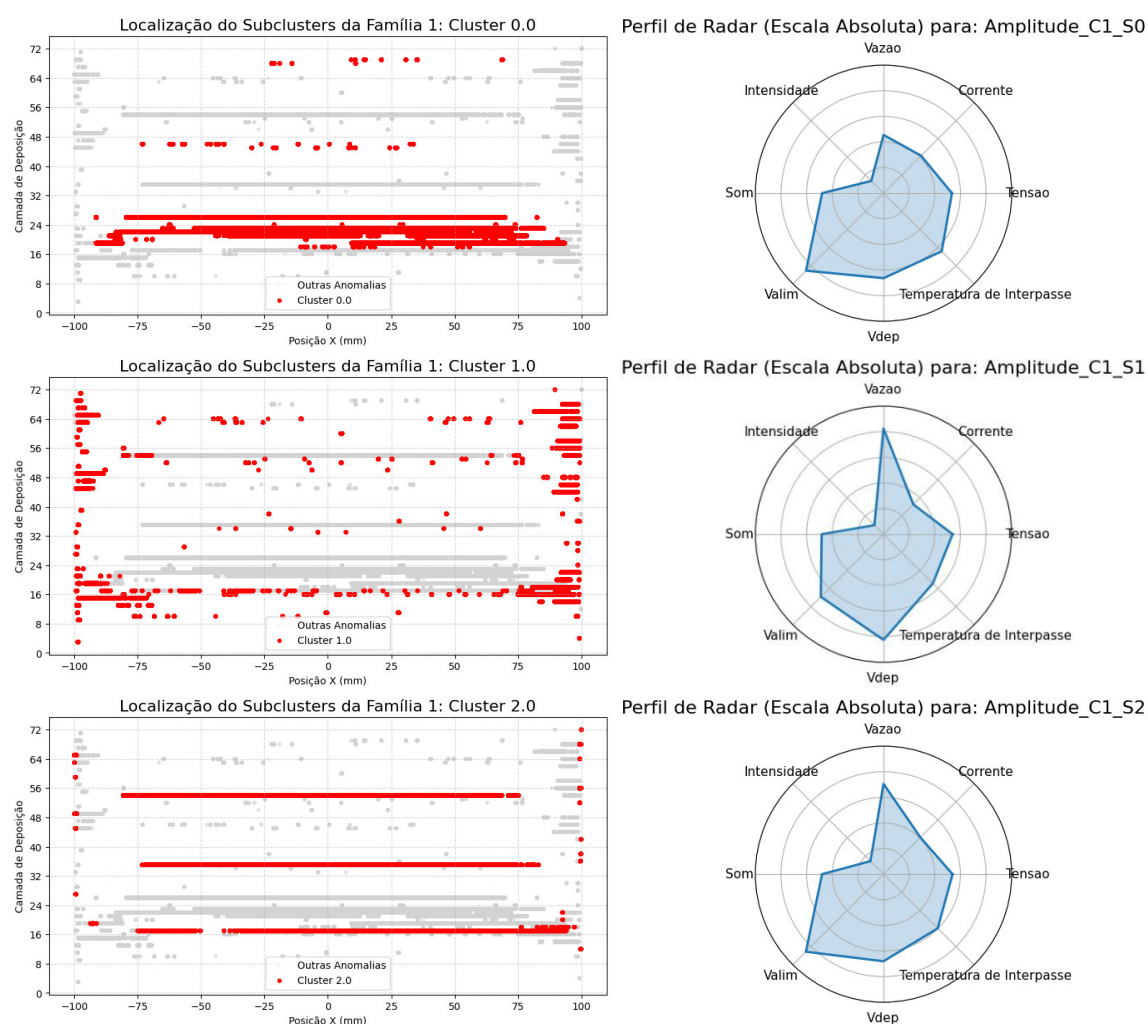 Localização do Subclusters da Família 1: Cluster 0.0
Camada de Deposição
72
64
56
48
40
32
24
16
8
0
Outras Anomalias
Cluster 0.0
−100
−75
−50
−25
0
25
50
75
100
Posição X (mm)
Perfil de Radar (Escala Absoluta) para: Amplitude_C1_S0
Vazao
Intensidade
Corrente
Som
Tensao
Valim
Temperatura de Interpasse
Vdep
Localização do Subclusters da Família 1: Cluster 1.0
Camada de Deposição
72
64
56
48
40
32
24
16
8
0
Outras Anomalias
Cluster 1.0
−100
−75
−50
−25
0
25
50
75
100
Posição X (mm)
Perfil de Radar (Escala Absoluta) para: Amplitude_C1_S1
Vazao
Intensidade
Corrente
Som
Tensao
Valim
Temperatura de Interpasse
Vdep
Localização do Subclusters da Família 1: Cluster 2.0
Camada de Deposição
72
64
56
48
40
32
24
16
8
0
Outras Anomalias
Cluster 2.0
−100
−75
−50
−25
0
25
50
75
100
Posição X (mm)
Perfil de Radar (Escala Absoluta) para: Amplitude_C1_S2
Vazao
Intensidade
Corrente
Som
Tensao
Valim
Temperatura de Interpasse
Vdep